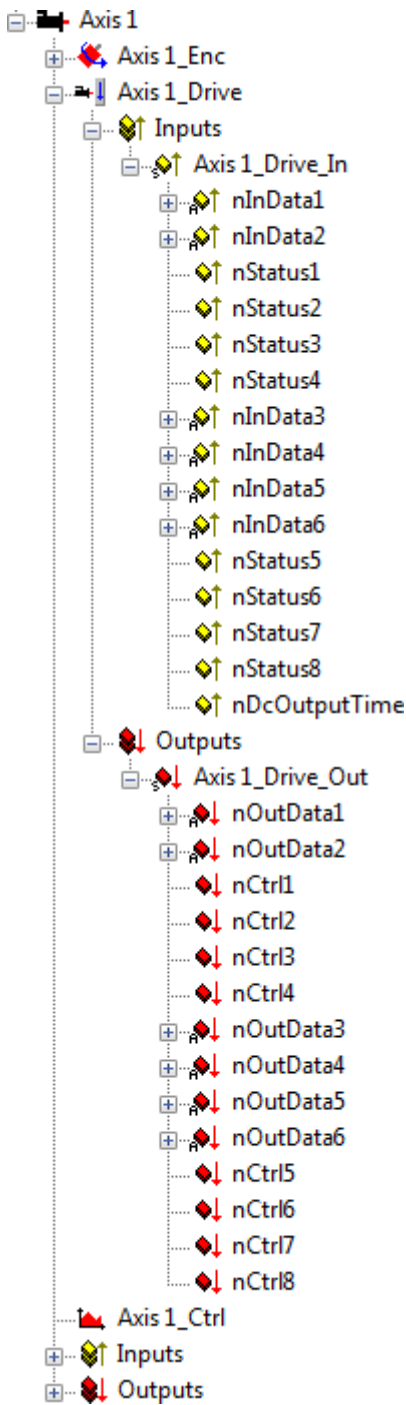 Axis 1
Axis 1_Enc
Axis 1_Drive
Inputs
Axis 1_Drive_In
nInData1
nInData2
nStatus1
nStatus2
nStatus3
nStatus4
nInData3
nInData4
nInData5
nInData6
nStatus5
nStatus6
nStatus7
nStatus8
nDcOutputTime
Outputs
Axis 1_Drive_Out
nOutData1
nOutData2
nCtrl1
nCtrl2
nCtrl3
nCtrl4
nOutData3
nOutData4
nOutData5
nOutData6
nCtrl5
nCtrl6
nCtrl7
nCtrl8
Axis 1_Ctrl
Inputs
Outputs